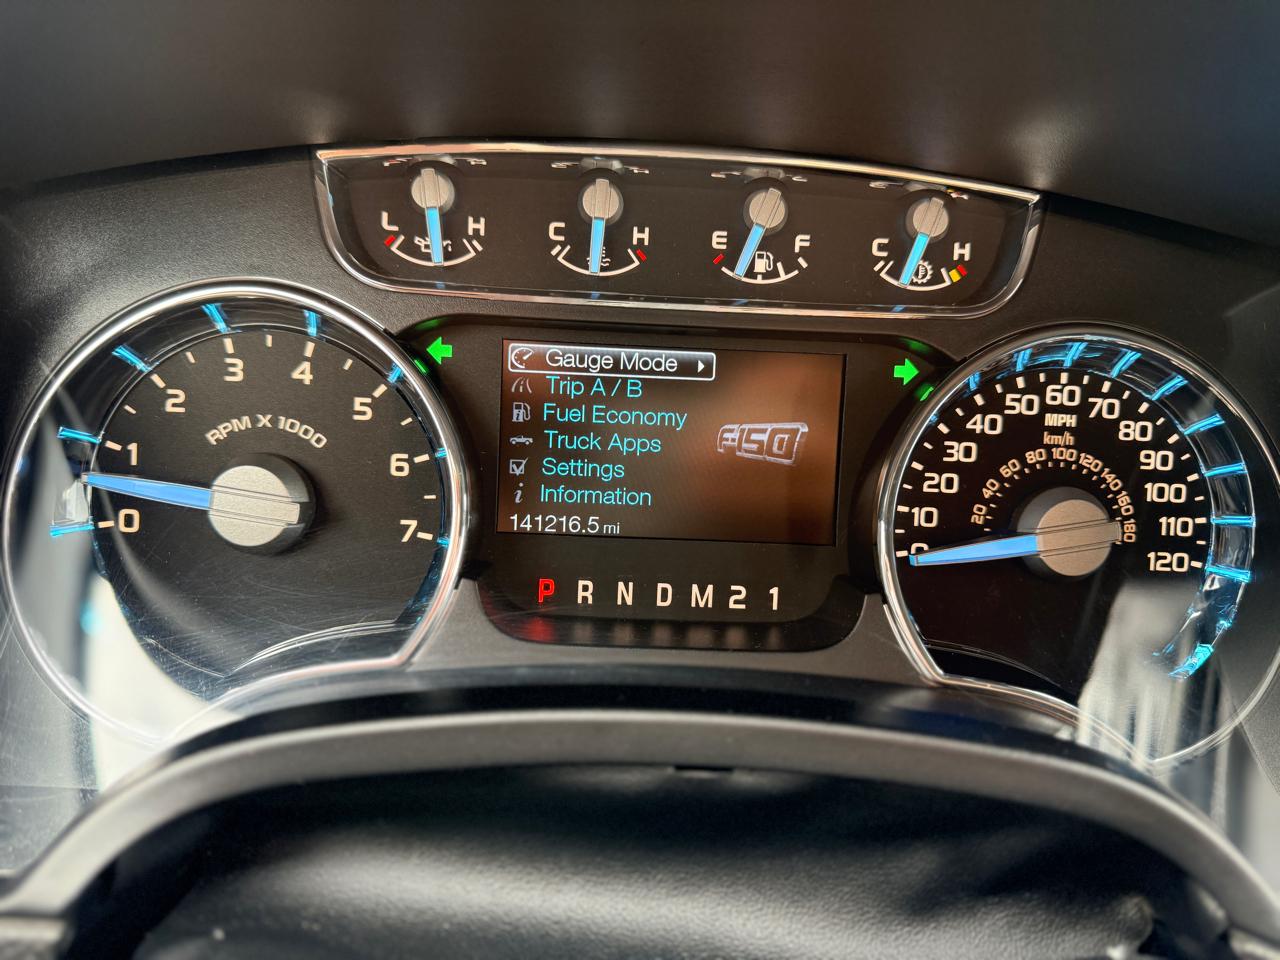 L H
C H
E F
C H
0 1 2 3 4 5 6 7
RPM X 1000
Gauge Mode
Trip A / B
Fuel Economy
Truck Apps
Settings
Information
141216.5 mi
F-150
P R N D M 2 1
0 10 20 30 40 50 60 70 80 90 100 110 120
MPH
km/h
20 40 60 80 100 120 140 160 180